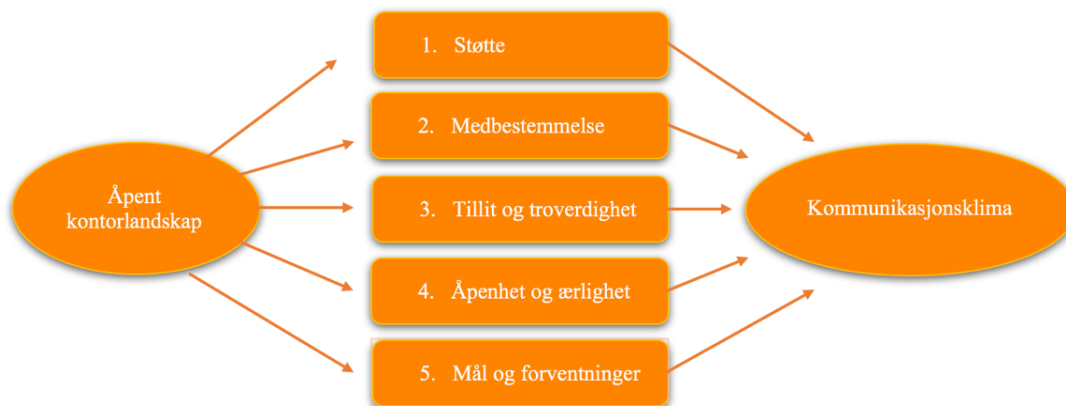 Åpent
kontorlandskap
1. Støtte
2. Medbestemmelse
3. Tillit og troverdighet
4. Åpenhet og ærlighet
5. Mål og forventninger
Kommunikasjonsklima